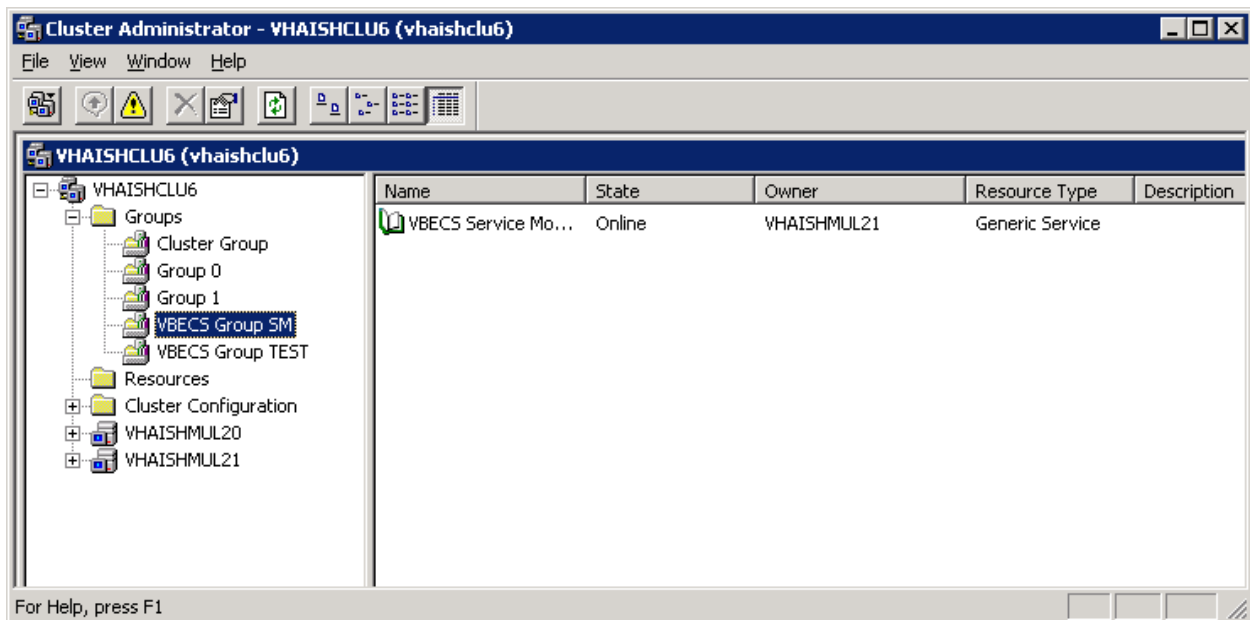 Cluster Administrator - VHAISHCLU6 (vhaishclu6)
File View Window Help
VHAISHCLU6 (vhaishclu6)
VHAISHCLU6
Groups
Cluster Group
Group 0
Group 1
VBECS Group SM
VBECS Group TEST
Resources
Cluster Configuration
VHAISHMUL20
VHAISHMUL21
Name State Owner Resource Type Description
VBECS Service Mo... Online VHAISHMUL21 Generic Service
For Help, press F1